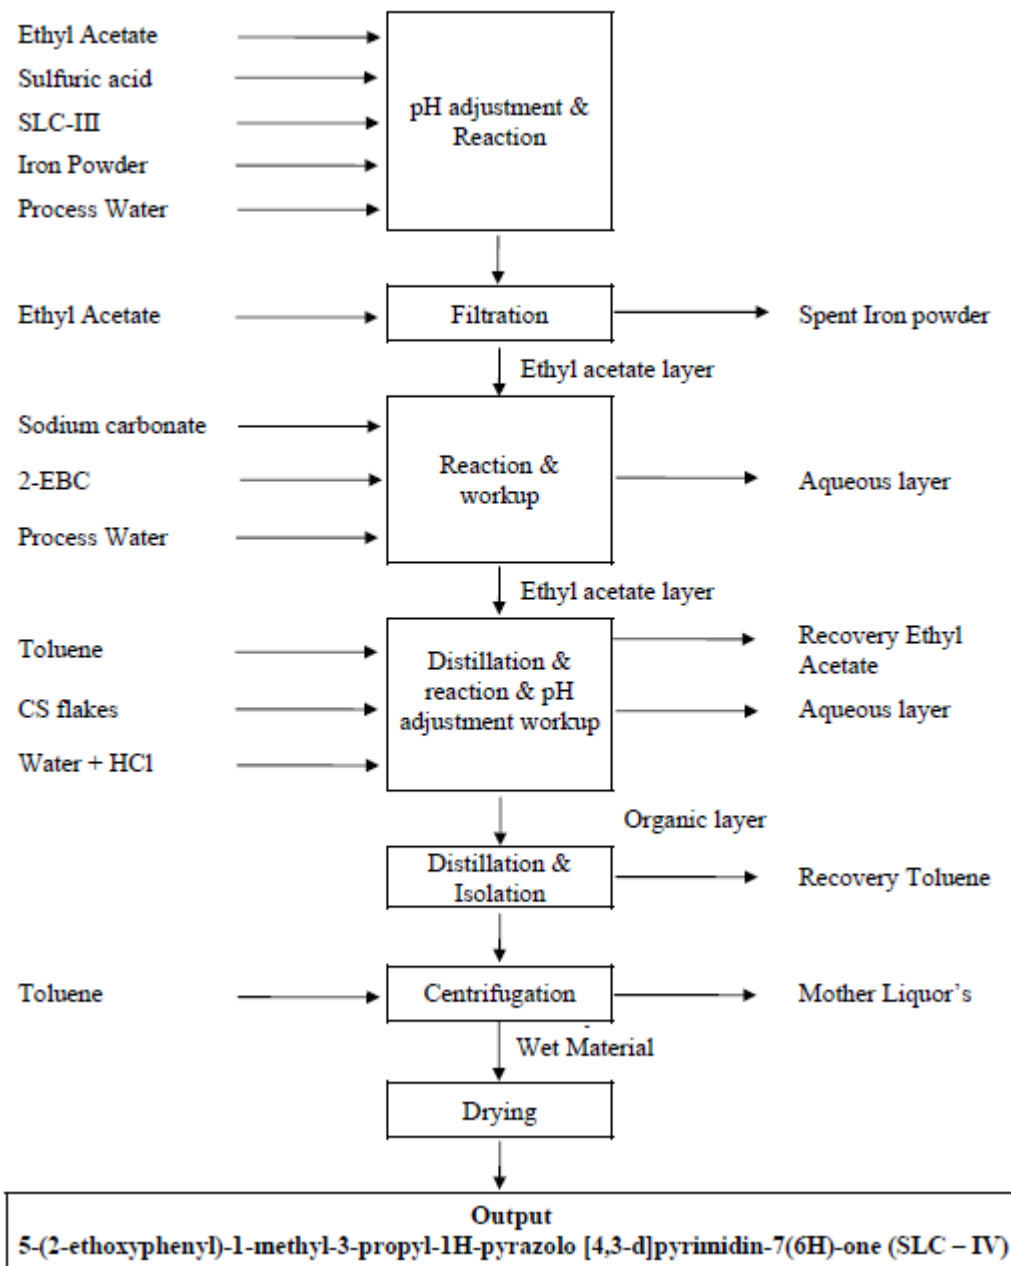 Ethyl Acetate
Sulfuric acid
SLC-III
Iron Powder
Process Water
pH adjustment &
Reaction
Ethyl Acetate
Filtration
Spent Iron powder
Ethyl acetate layer
Sodium carbonate
2-EBC
Process Water
Reaction &
workup
Aqueous layer
Ethyl acetate layer
Toluene
CS flakes
Water + HCl
Distillation &
reaction & pH
adjustment workup
Recovery Ethyl
Acetate
Aqueous layer
Organic layer
Distillation &
Isolation
Recovery Toluene
Toluene
Centrifugation
Mother Liquor's
Wet Material
Drying
Output
5-(2-ethoxyphenyl)-1-methyl-3-propyl-1H-pyrazolo [4,3-d]pyrimidin-7(6H)-one (SLC – IV)